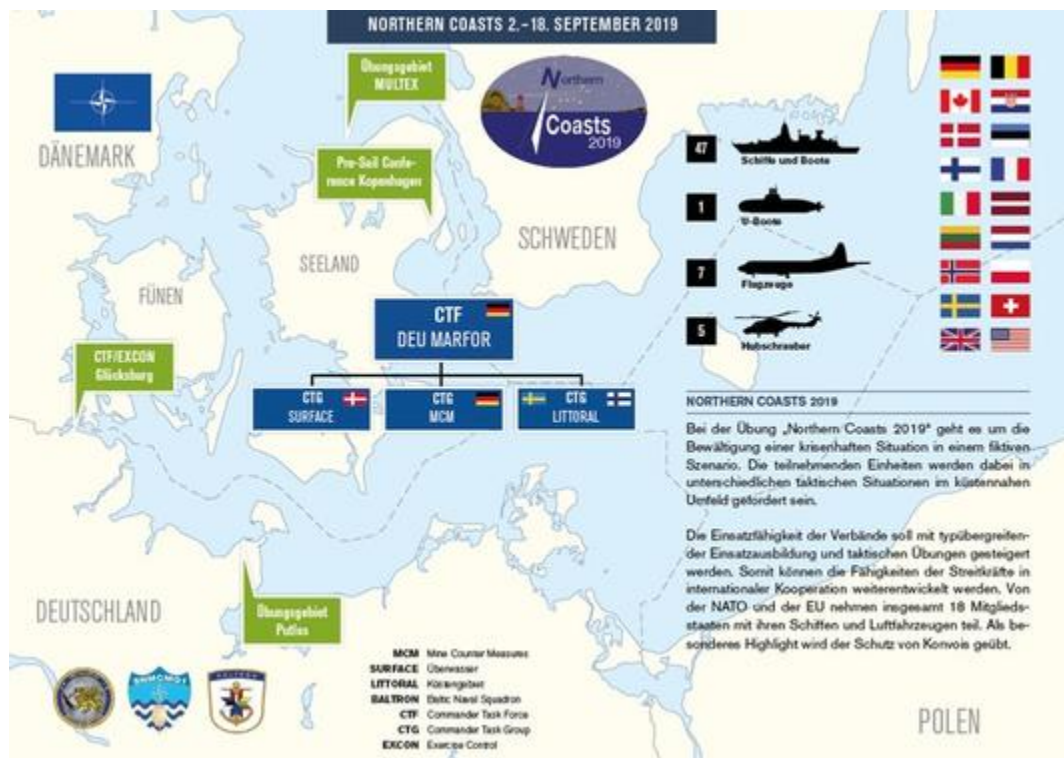 NORTHERN COASTS 2.–18. SEPTEMBER 2019
Übungsgebiet
MULTEX
Northern
Coasts
2019
DÄNEMARK
Pre-Sail Confe-
rence Kopenhagen
SCHWEDEN
SEELAND
FÜNEN
47
Schiffe und Boote
1
U-Boote
7
Flugzeuge
5
Hubschrauber
CTF
DEU MARFOR
CTF/EXCON
Glücksburg
CTG
SURFACE
CTG
MCM
CTG
LITTORAL
NORTHERN COASTS 2019
Bei der Übung „Northern Coasts 2019“ geht es um die
Bewältigung einer krisenhaften Situation in einem fiktiven
Szenario. Die teilnehmenden Einheiten werden dabei in
unterschiedlichen taktischen Situationen im küstennahen
Umfeld gefordert sein.
Die Einsatzfähigkeit der Verbände soll mit typübergreifen-
der Einsatzausbildung und taktischen Übungen gesteigert
werden. Somit können die Fähigkeiten der Streitkräfte in
internationaler Kooperation weiterentwickelt werden. Von
der NATO und der EU nehmen insgesamt 18 Mitglieds-
staaten mit ihren Schiffen und Luftfahrzeugen teil. Als be-
sonderes Highlight wird der Schutz von Konvois geübt.
DEUTSCHLAND
Übungsgebiet
Putlos
MCM Mine Counter Measures
SURFACE Überwasser
LITTORAL Küstengebiet
BALTRON Baltic Naval Squadron
CTF Commander Task Force
CTG Commander Task Group
EXCON Exercise Control
SNMCMG1
POLEN